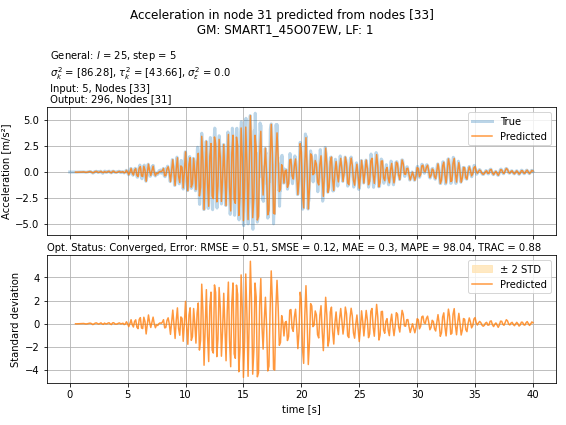 Acceleration in node 31 predicted from nodes [33]
GM: SMART1_45O07EW, LF: 1
General: l = 25, step = 5
σ²ₖ = [86.28], τ²ₖ = [43.66], σ²ε = 0.0
Input: 5, Nodes [33]
Output: 296, Nodes [31]
Acceleration [m/s²]
5.0
2.5
0.0
−2.5
−5.0
True
Predicted
Opt. Status: Converged, Error: RMSE = 0.51, SMSE = 0.12, MAE = 0.3, MAPE = 98.04, TRAC = 0.88
Standard deviation
4
2
0
−2
−4
± 2 STD
Predicted
0 5 10 15 20 25 30 35 40
time [s]